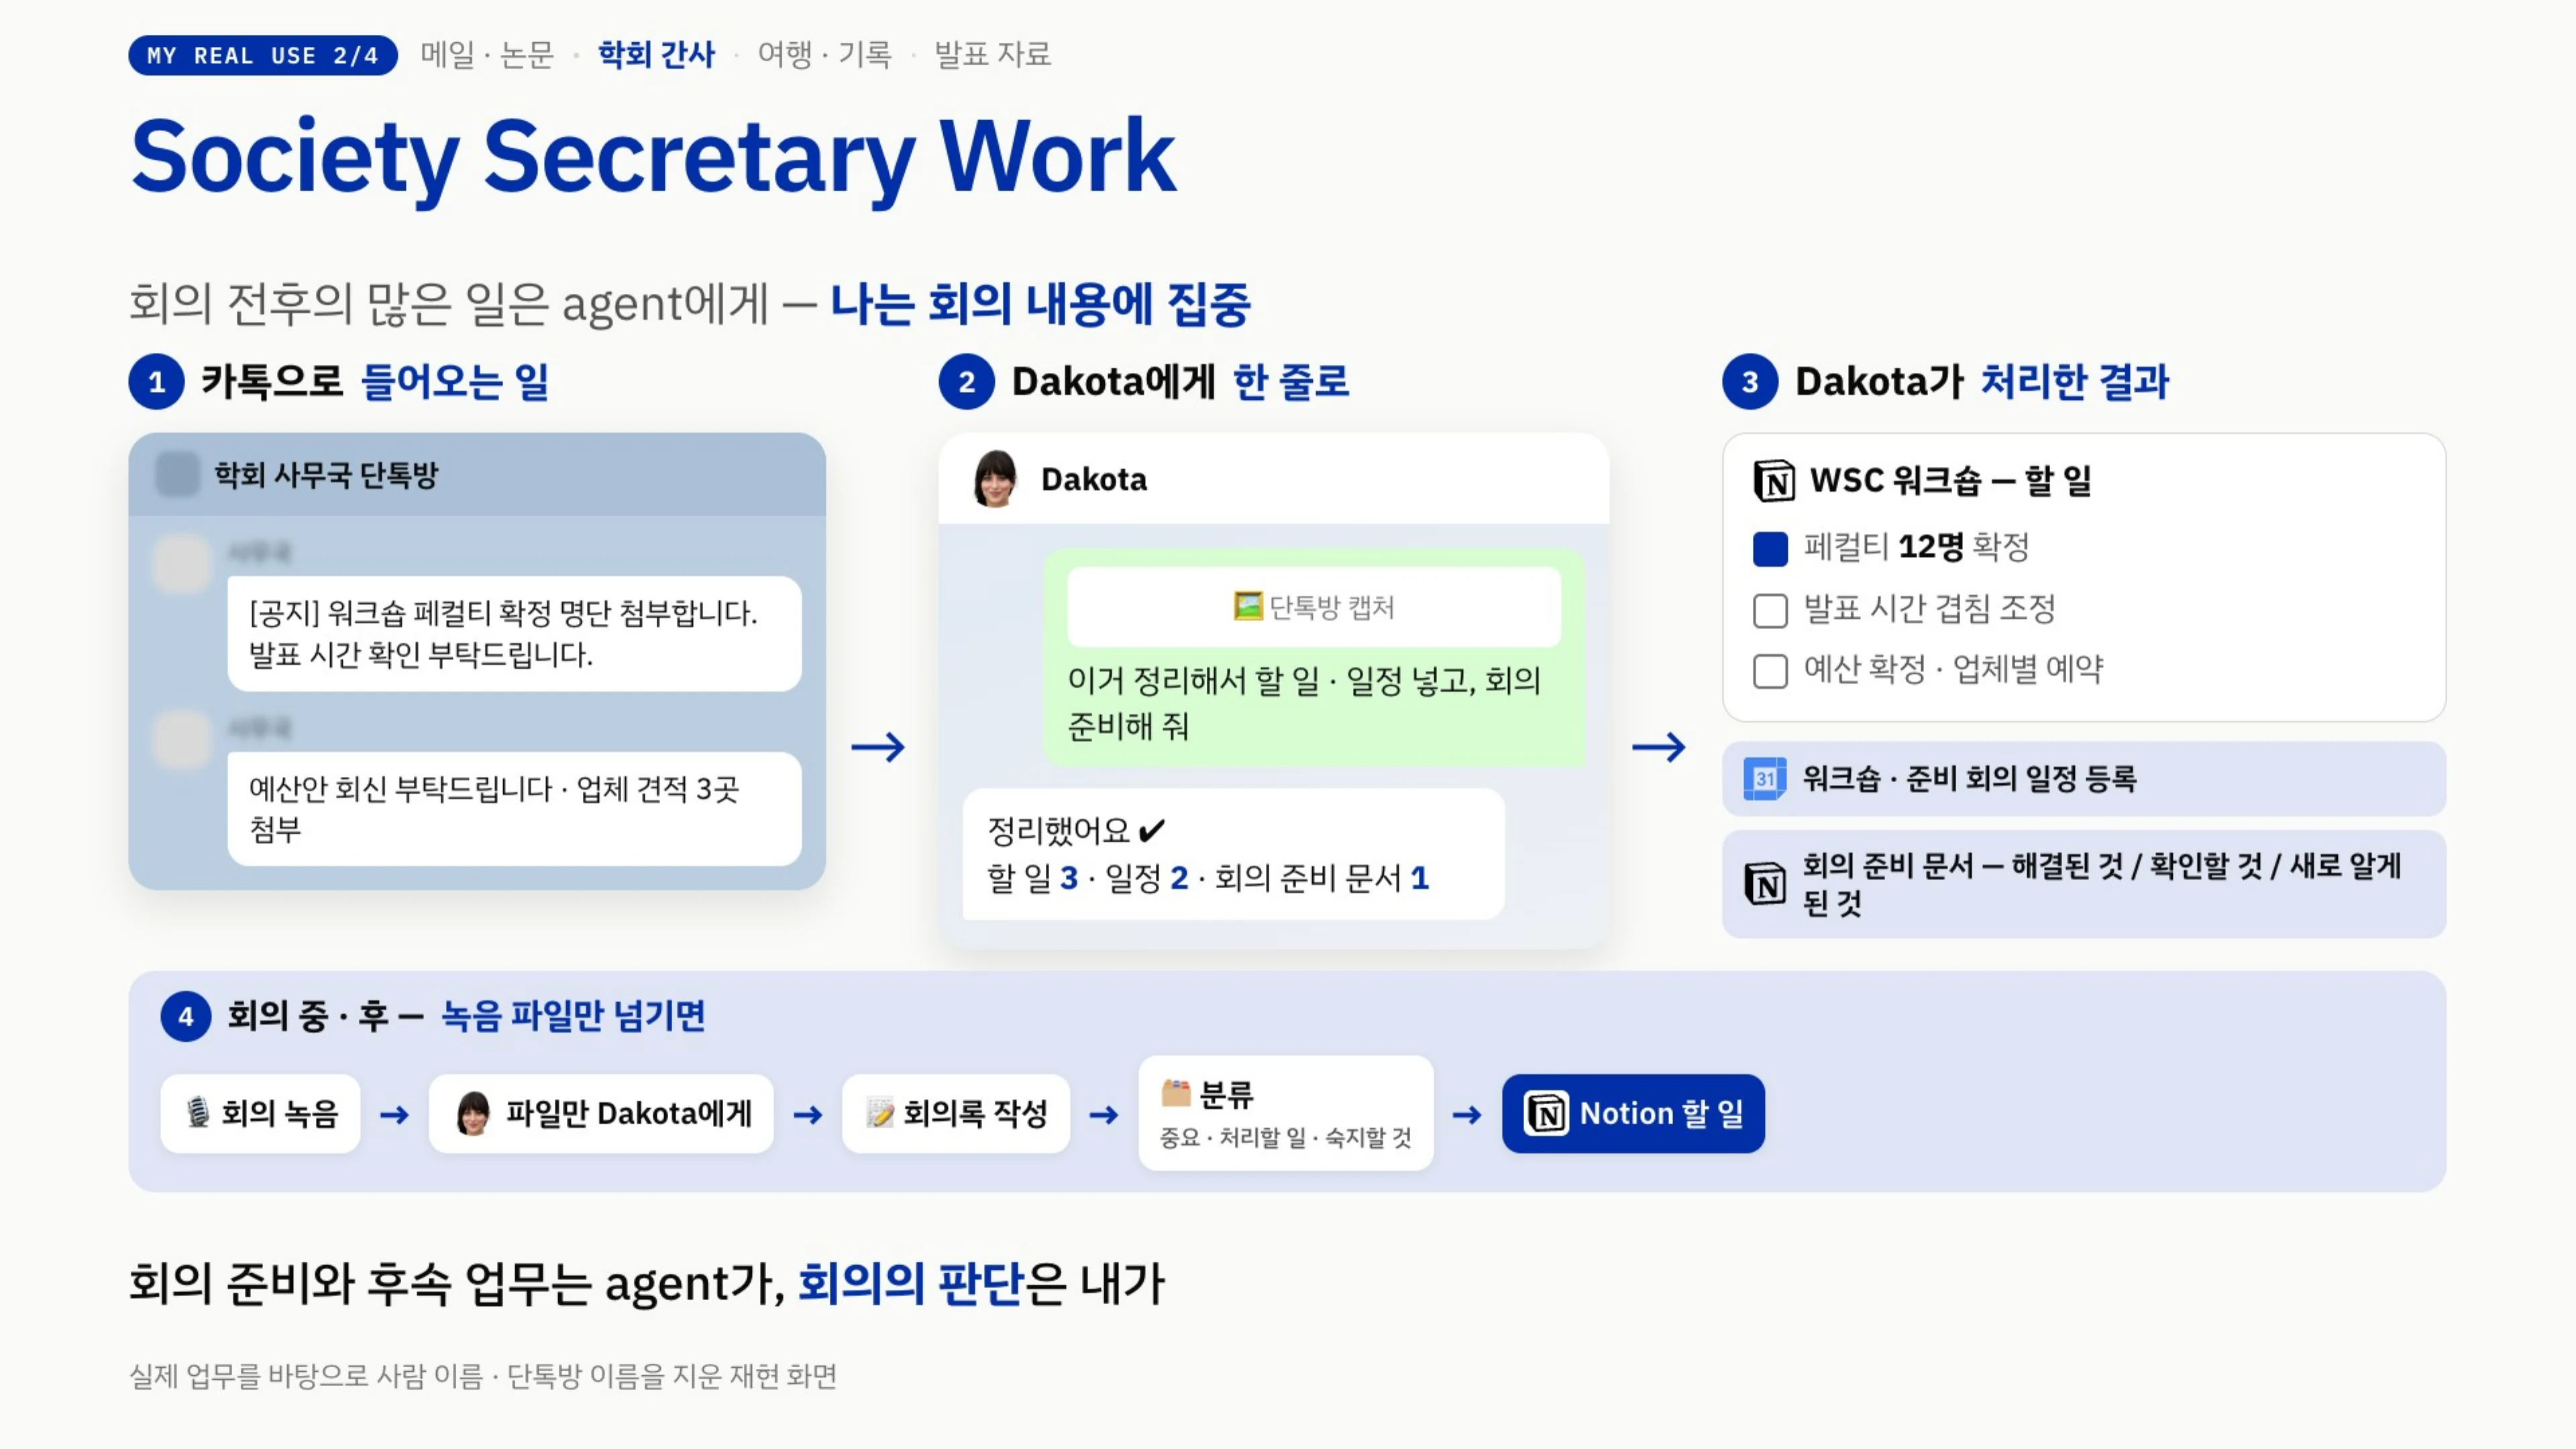 MY REAL USE 2/4 메일 · 논문 · 학회 간사 · 여행 · 기록 · 발표 자료
Society Secretary Work
회의 전후의 많은 일은 agent에게 — 나는 회의 내용에 집중
1 카톡으로 들어오는 일
학회 사무국 단톡방
사무국
[공지] 워크숍 페컬티 확정 명단 첨부합니다.
발표 시간 확인 부탁드립니다.
사무국
예산안 회신 부탁드립니다 · 업체 견적 3곳
첨부
→
2 Dakota에게 한 줄로
Dakota
단톡방 캡처
이거 정리해서 할 일 · 일정 넣고, 회의
준비해 줘
정리했어요 ✔
할 일 3 · 일정 2 · 회의 준비 문서 1
→
3 Dakota가 처리한 결과
N WSC 워크숍 — 할 일
페컬티 12명 확정
발표 시간 겹침 조정
예산 확정 · 업체별 예약
31 워크숍 · 준비 회의 일정 등록
N 회의 준비 문서 — 해결된 것 / 확인할 것 / 새로 알게
된 것
4 회의 중 · 후 — 녹음 파일만 넘기면
회의 녹음 → 파일만 Dakota에게 → 회의록 작성 → 분류 → N Notion 할 일
중요 · 처리할 일 · 숙지할 것
회의 준비와 후속 업무는 agent가, 회의의 판단은 내가
실제 업무를 바탕으로 사람 이름 · 단톡방 이름을 지운 재현 화면